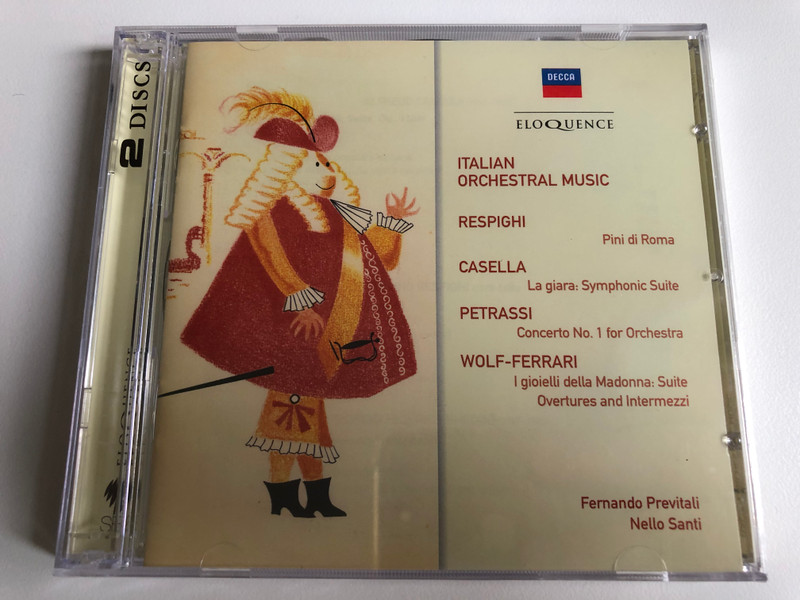 2 DISCS
DECCA
ELOQUENCE
ITALIAN
ORCHESTRAL MUSIC
RESPIGHI
Pini di Roma
CASELLA
La giara: Symphonic Suite
PETRASSI
Concerto No. 1 for Orchestra
WOLF-FERRARI
I gioielli della Madonna: Suite
Overtures and Intermezzi
Fernando Previtali
Nello Santi
ELOQUENCE